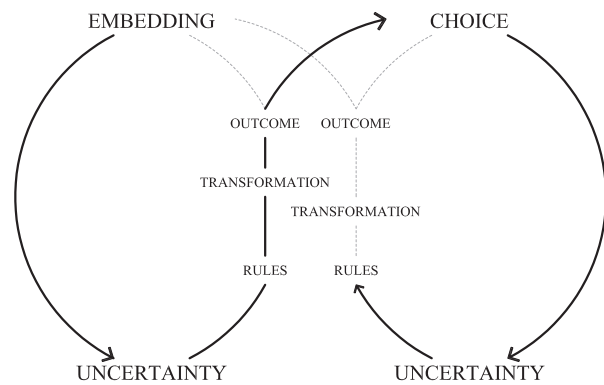 EMBEDDING CHOICE
OUTCOME OUTCOME
TRANSFORMATION
TRANSFORMATION
RULES RULES
UNCERTAINTY UNCERTAINTY